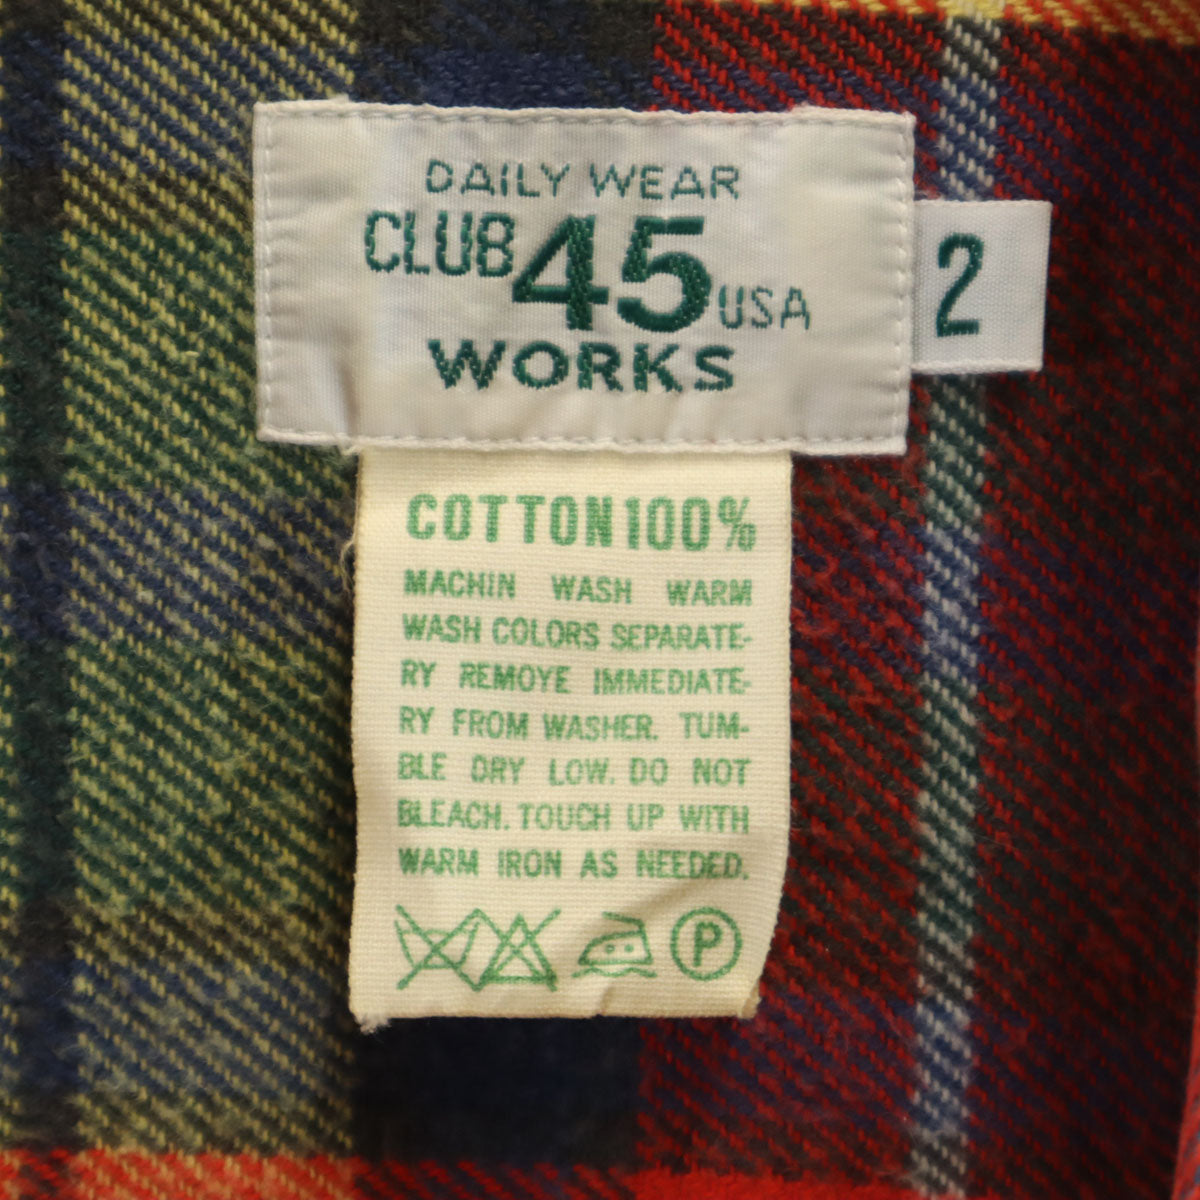 DAILY WEAR
CLUB 45 USA
WORKS
2
COTTON 100%
MACHIN WASH WARM
WASH COLORS SEPARATE-
RY REMOYE IMMEDIATE-
RY FROM WASHER. TUM-
BLE DRY LOW. DO NOT
BLEACH. TOUCH UP WITH
WARM IRON AS NEEDED.
P